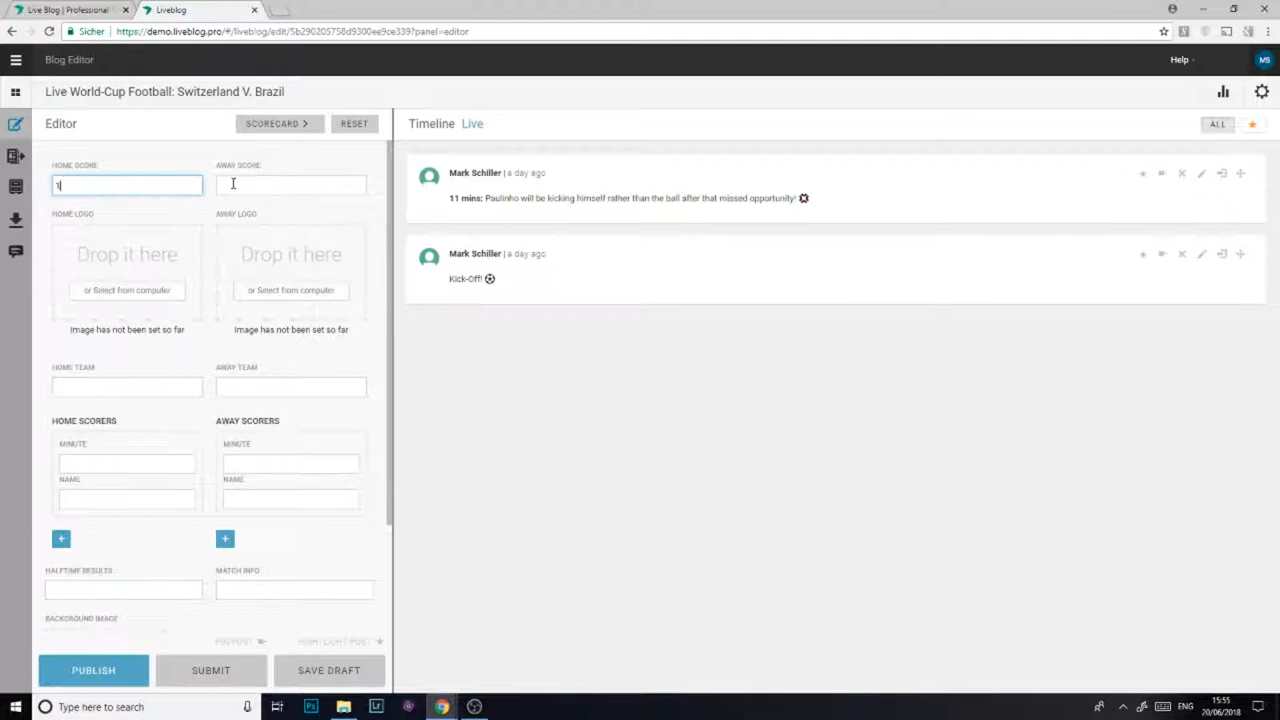 Live Blog | Professional
Liveblog
Sicher
https://demo.liveblog.pro/#/liveblog/edit/5b290205758d9300ee9ce339?panel=editor
Blog Editor
Help
MS
Live World-Cup Football: Switzerland V. Brazil
Editor
SCORECARD
RESET
Timeline Live
ALL
HOME SCORE
AWAY SCORE
1
HOME LOGO
AWAY LOGO
Drop it here
Drop it here
or Select from computer
or Select from computer
Image has not been set so far
Image has not been set so far
HOME TEAM
AWAY TEAM
HOME SCORERS
AWAY SCORERS
MINUTE
MINUTE
NAME
NAME
+
+
HALFTIME RESULTS
MATCH INFO
BACKGROUND IMAGE
PIN POST
HIGHLIGHT POST
PUBLISH
SUBMIT
SAVE DRAFT
Mark Schiller | a day ago
11 mins: Paulinho will be kicking himself rather than the ball after that missed opportunity!
Mark Schiller | a day ago
Kick-Off!
Type here to search
Ps
Lr
ENG
15:55
20/06/2018